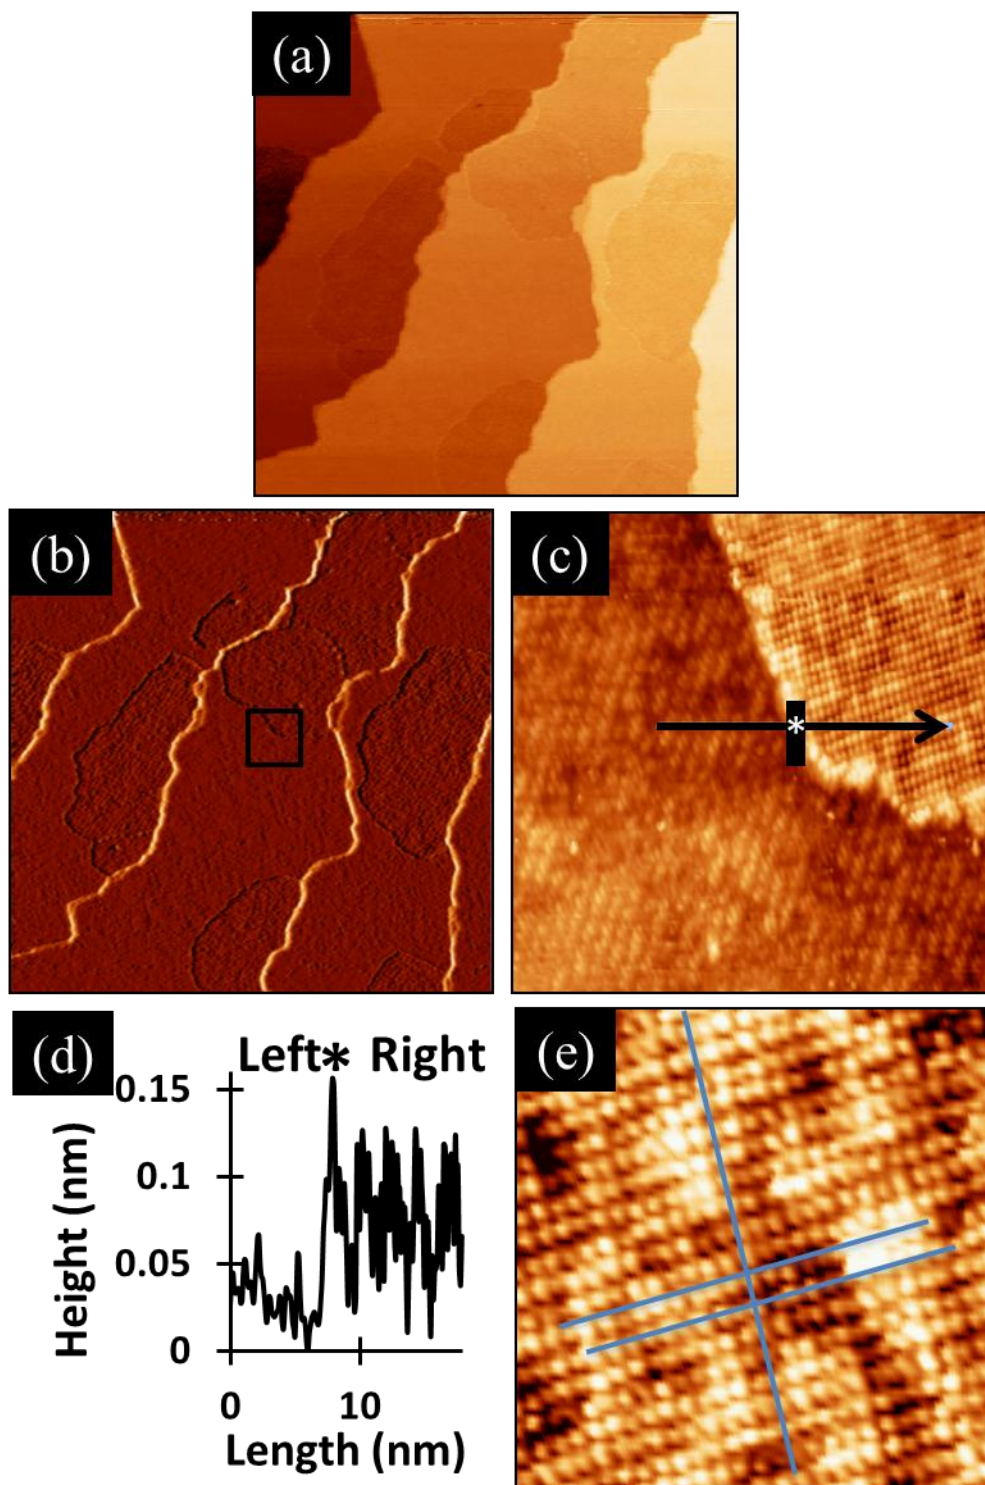 (a)
(b)
(c)
*
(d)
Left* Right
0.15
0.1
0.05
0
Height (nm)
0
10
Length (nm)
(e)